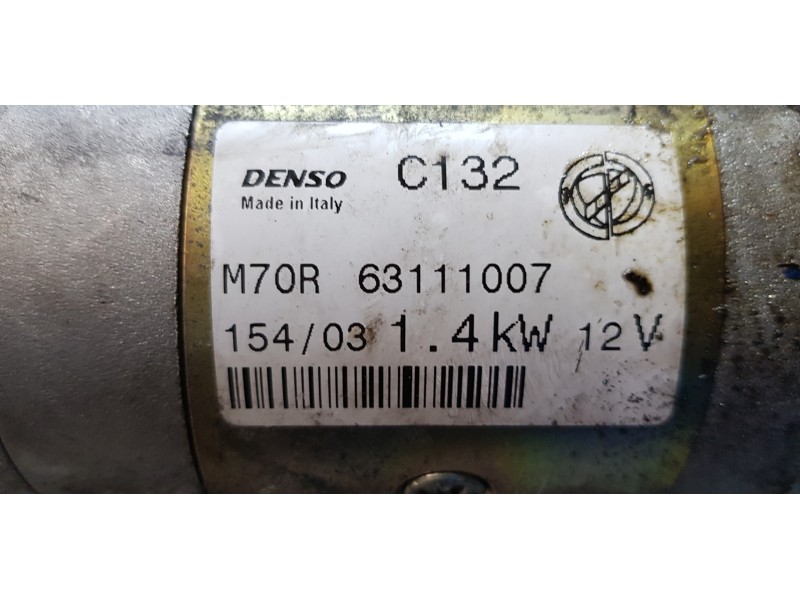 DENSO C132
Made in Italy
M70R 63111007
154/03 1.4kW 12V